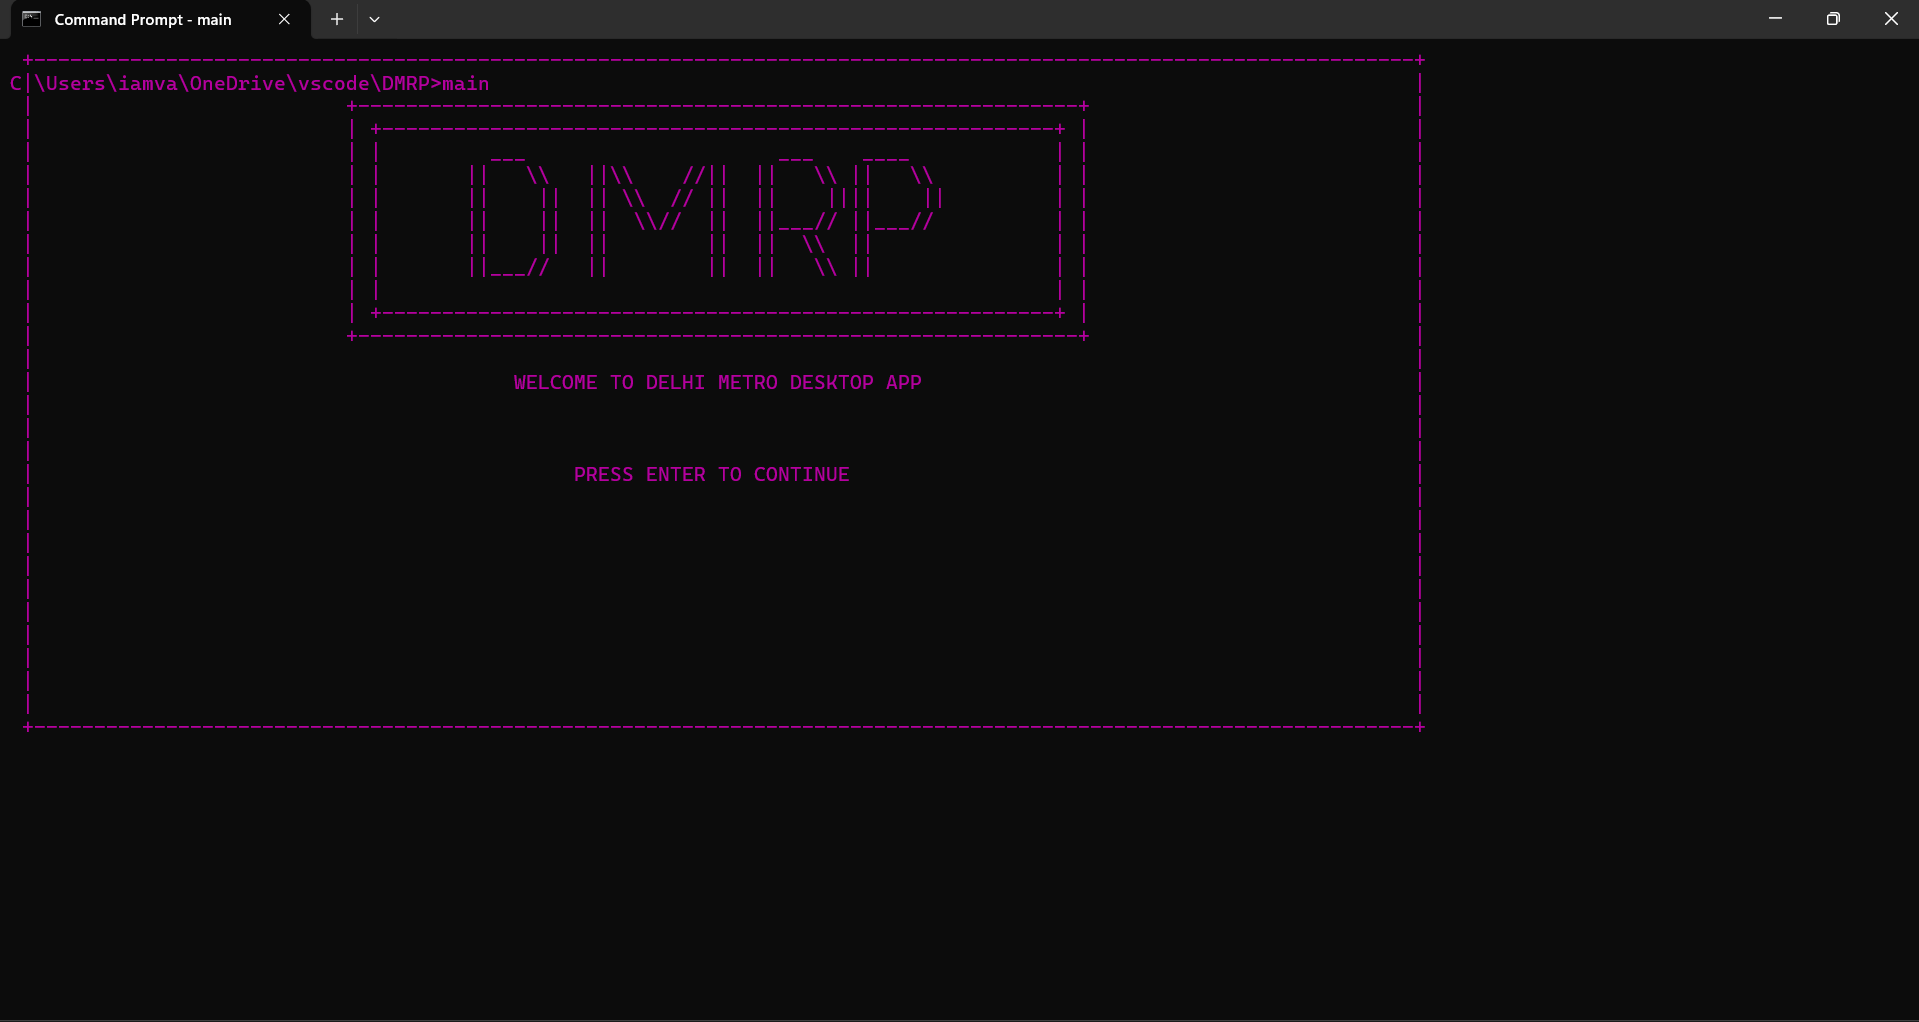 Command Prompt - main
C|\Users\iamva\OneDrive\vscode\DMRP>main
DMRP
WELCOME TO DELHI METRO DESKTOP APP
PRESS ENTER TO CONTINUE